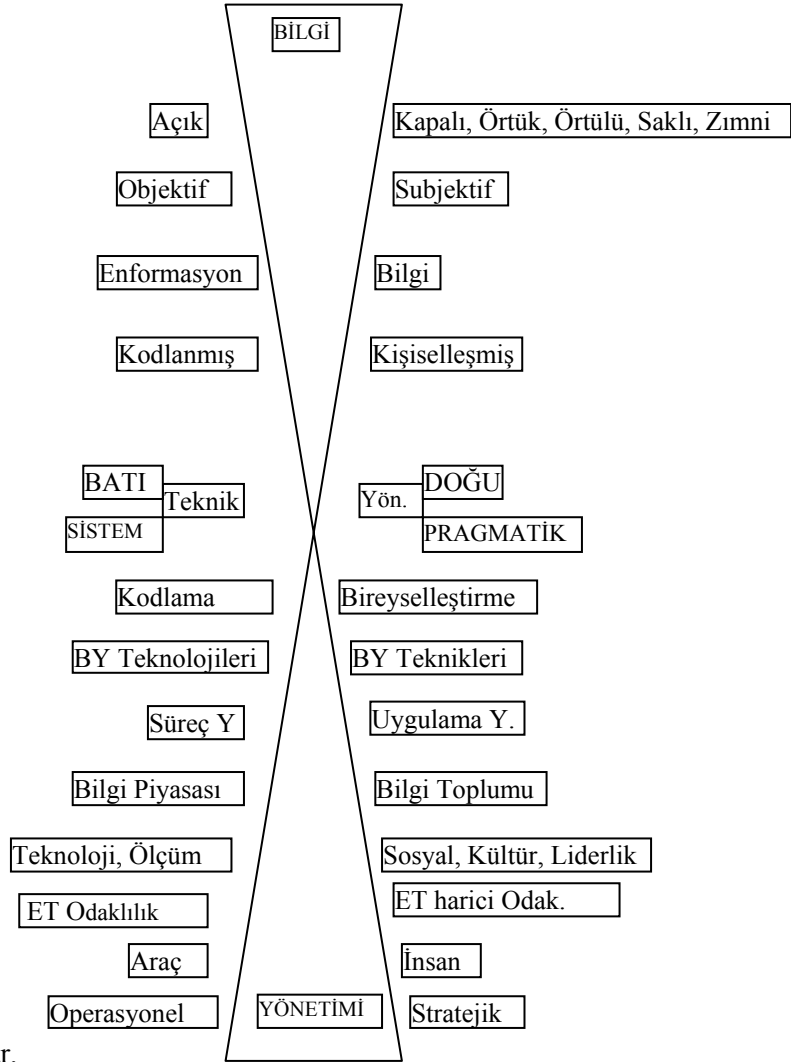 BİLGİ
Açık Kapalı, Örtük, Örtülü, Saklı, Zımni
Objektif Subjektif
Enformasyon Bilgi
Kodlanmış Kişiselleşmiş
BATI DOĞU
Teknik Yön.
SİSTEM PRAGMATİK
Kodlama Bireyselleştirme
BY Teknolojileri BY Teknikleri
Süreç Y Uygulama Y.
Bilgi Piyasası Bilgi Toplumu
Teknoloji, Ölçüm Sosyal, Kültür, Liderlik
ET Odaklılık ET harici Odak.
Araç İnsan
Operasyonel YÖNETİMİ Stratejik
r.